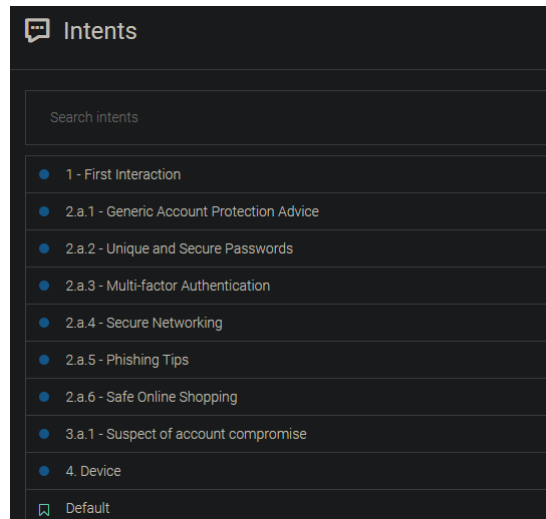 Intents
Search intents
1 - First Interaction
2.a.1 - Generic Account Protection Advice
2.a.2 - Unique and Secure Passwords
2.a.3 - Multi-factor Authentication
2.a.4 - Secure Networking
2.a.5 - Phishing Tips
2.a.6 - Safe Online Shopping
3.a.1 - Suspect of account compromise
4. Device
Default